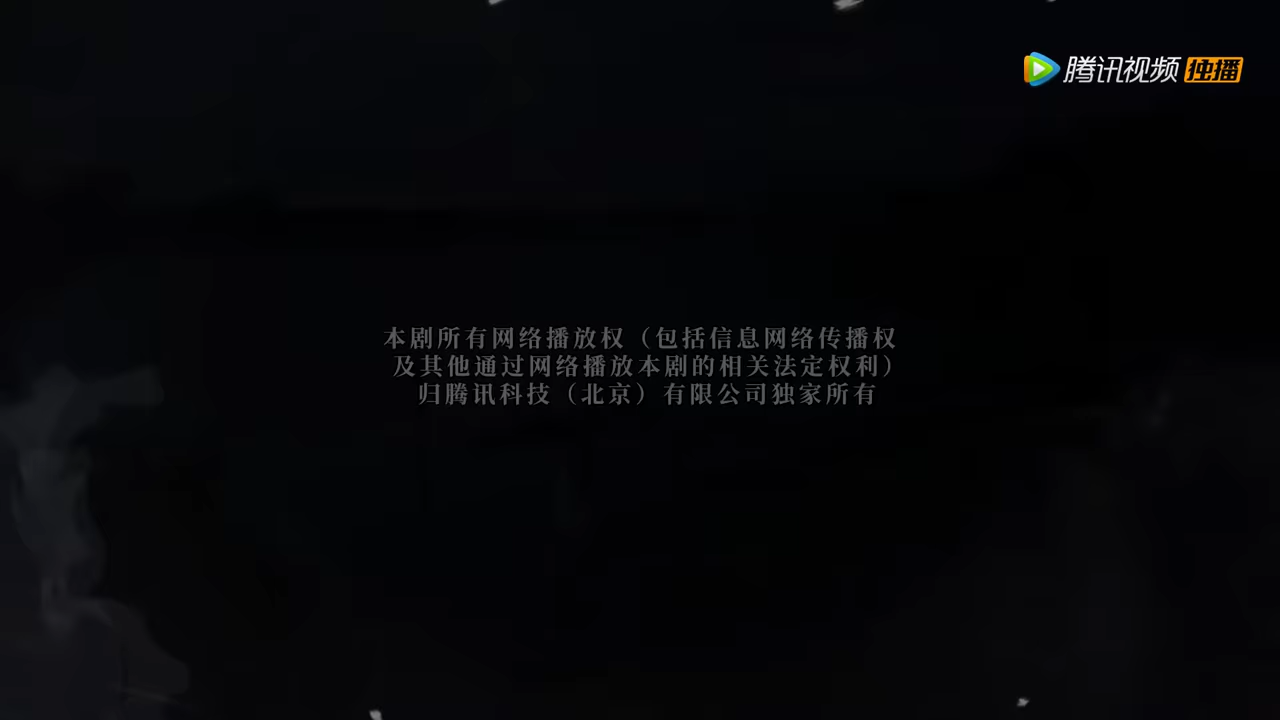 腾讯视频 独播
本剧所有网络播放权（包括信息网络传播权
及其他通过网络播放本剧的相关法定权利）
归腾讯科技（北京）有限公司独家所有